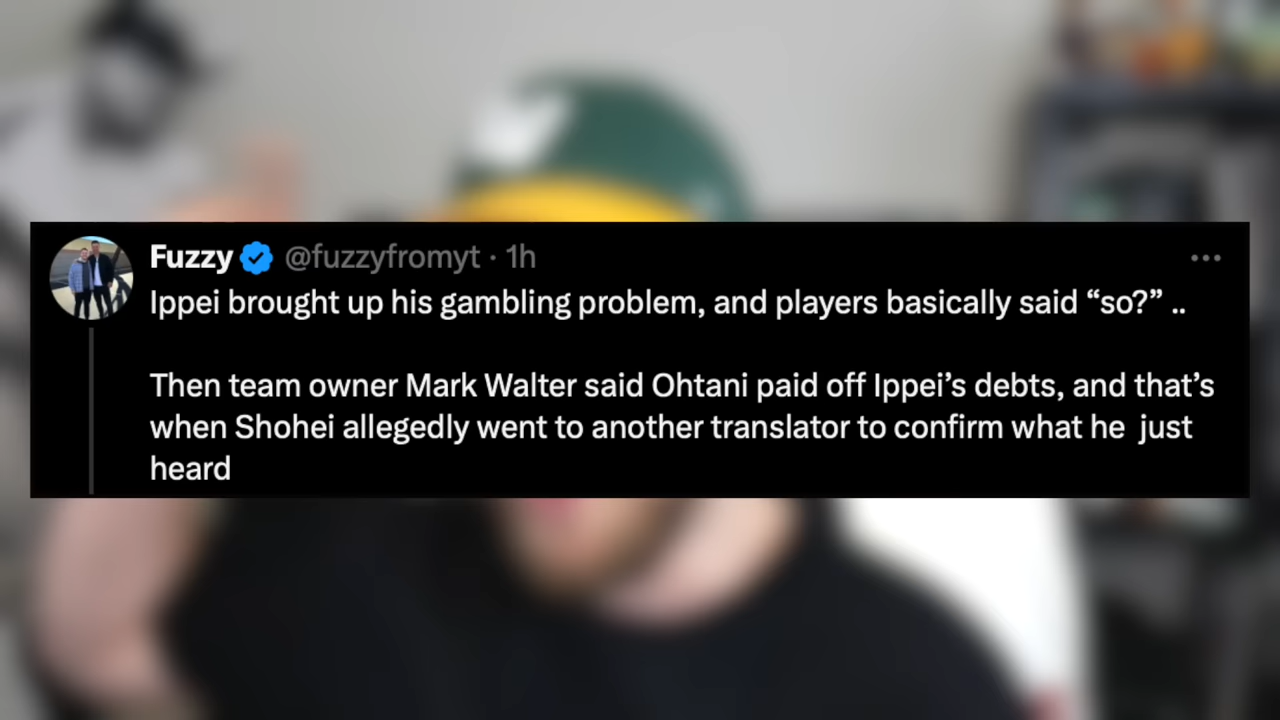 Fuzzy @fuzzyfromyt · 1h
Ippei brought up his gambling problem, and players basically said “so?” ..
Then team owner Mark Walter said Ohtani paid off Ippei’s debts, and that’s
when Shohei allegedly went to another translator to confirm what he just
heard